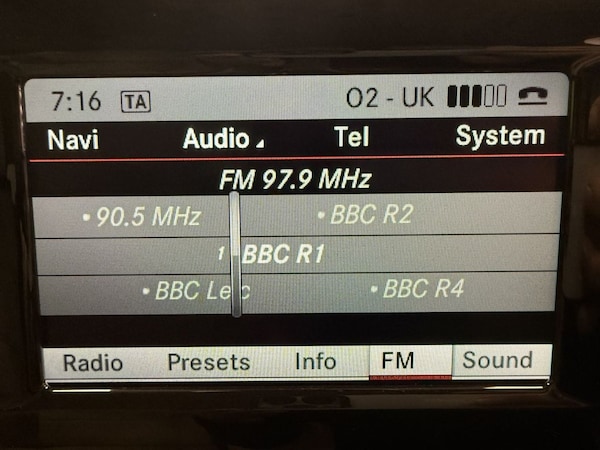 7:16 TA O2 - UK
Navi Audio Tel System
FM 97.9 MHz
• 90.5 MHz • BBC R2
1 BBC R1
• BBC Leic • BBC R4
Radio Presets Info FM Sound